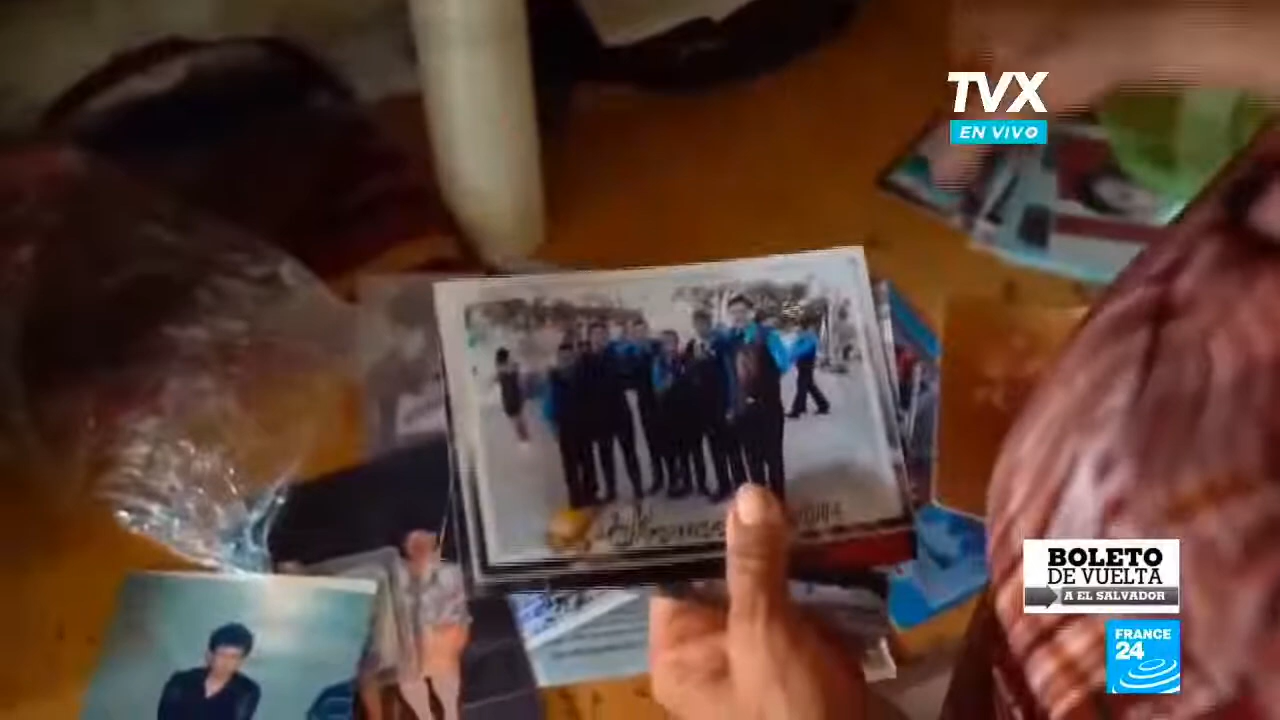 TVX
EN VIVO
BOLETO
DE VUELTA
A EL SALVADOR
FRANCE
24